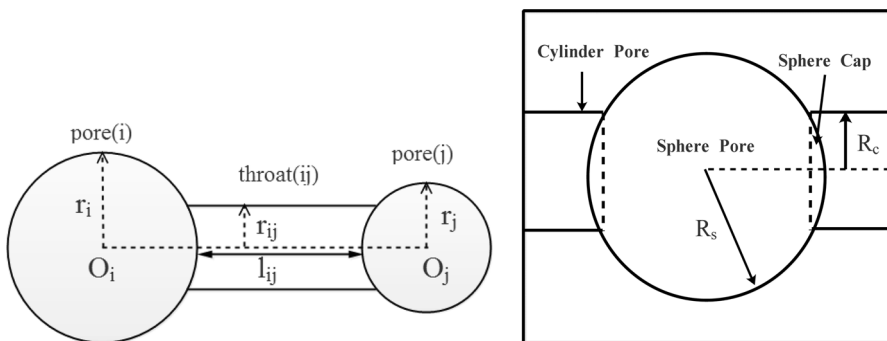 pore(i)
throat(ij)
pore(j)
r_i
r_ij
r_j
O_i
l_ij
O_j
Cylinder Pore
Sphere Cap
Sphere Pore
R_c
R_s